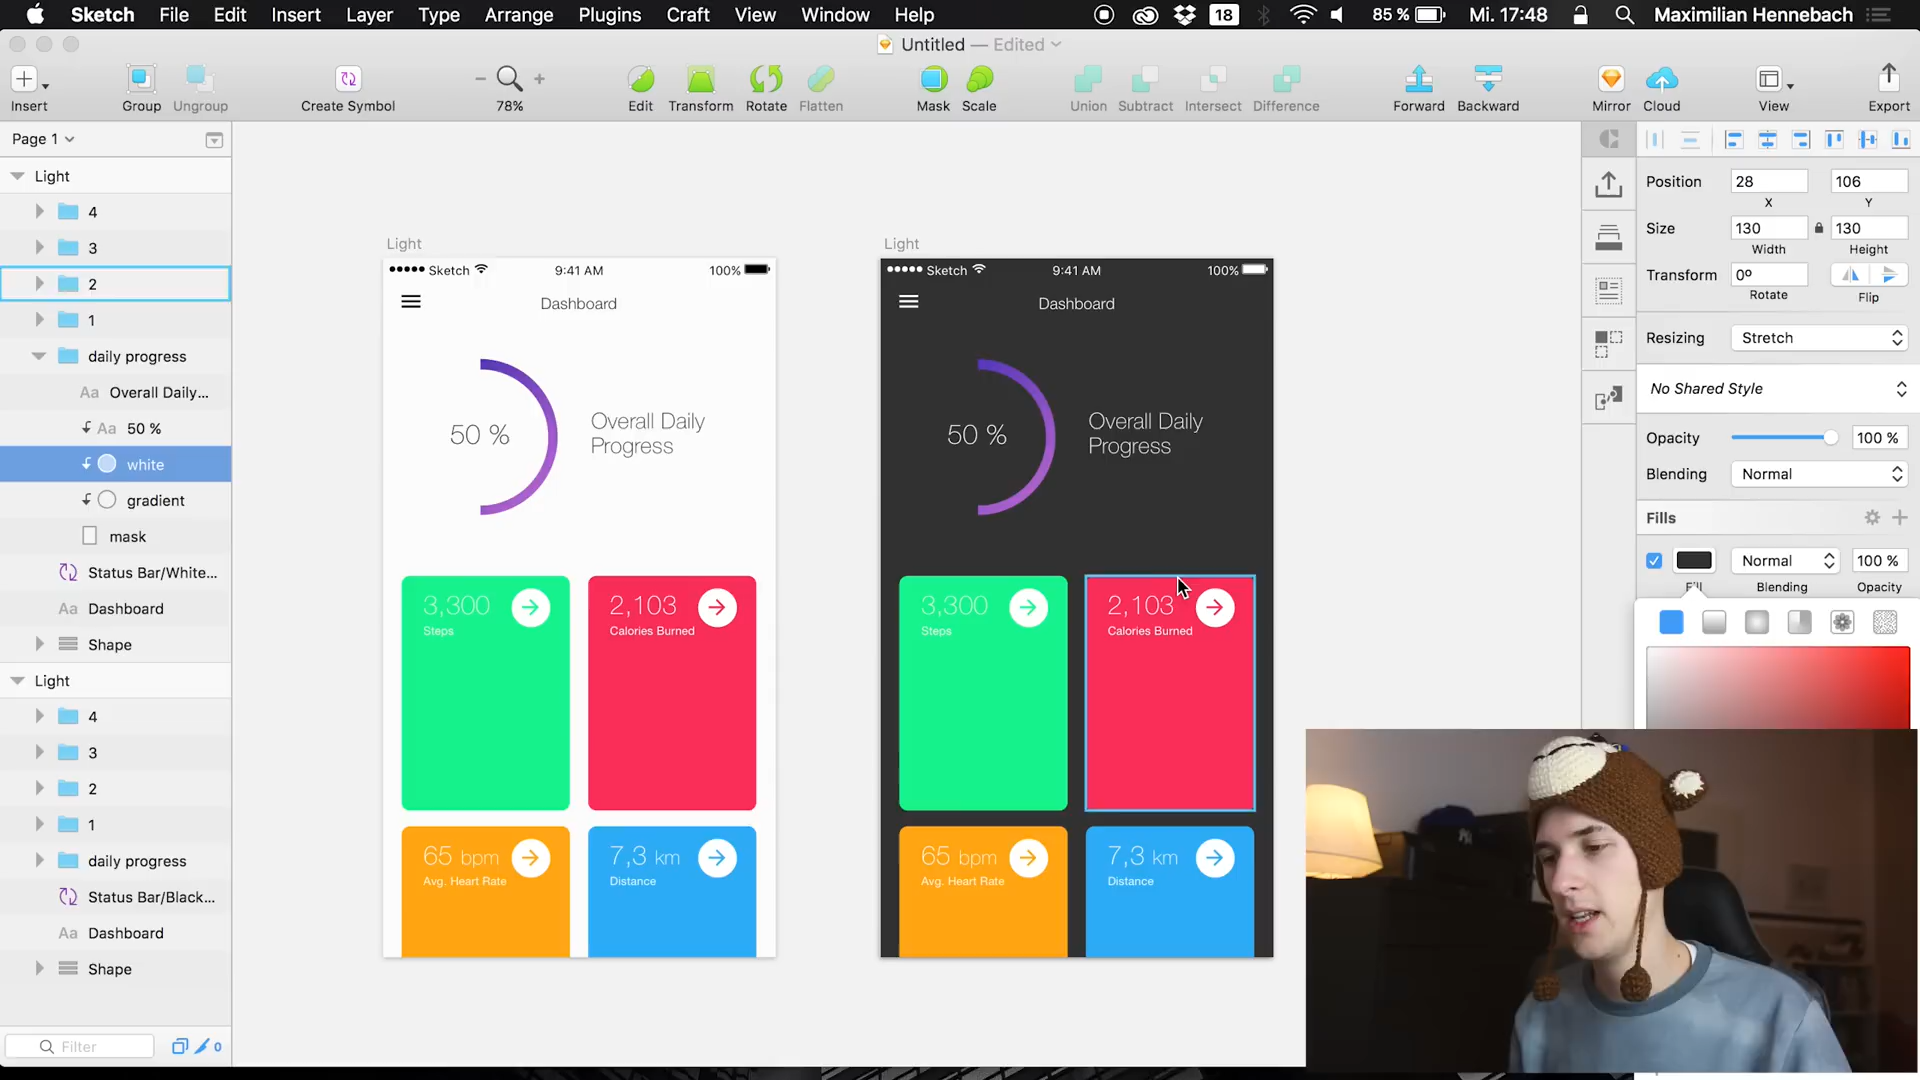 Sketch File Edit Insert Layer Type Arrange Plugins Craft View Window Help 18 85 % Mi. 17:48 Maximilian Hennebach
Untitled — Edited
Insert Group Ungroup Create Symbol 78% Edit Transform Rotate Flatten Mask Scale Union Subtract Intersect Difference Forward Backward Mirror Cloud View Export
Page 1
Light
4
3
2
1
daily progress
Aa Overall Daily...
Aa 50 %
white
gradient
mask
Status Bar/White...
Aa Dashboard
Shape
Light
4
3
2
1
daily progress
Status Bar/Black...
Aa Dashboard
Shape
Filter
0
Light
Sketch 9:41 AM 100%
Dashboard
50 %
Overall Daily
Progress
3,300
Steps
2,103
Calories Burned
65 bpm
Avg. Heart Rate
7,3 km
Distance
Light
Sketch 9:41 AM 100%
Dashboard
50 %
Overall Daily
Progress
3,300
Steps
2,103
Calories Burned
65 bpm
Avg. Heart Rate
7,3 km
Distance
Position 28 106
X Y
Size 130 130
Width Height
Transform 0º
Rotate Flip
Resizing Stretch
No Shared Style
Opacity 100 %
Blending Normal
Fills
Normal 100 %
Fill Blending Opacity